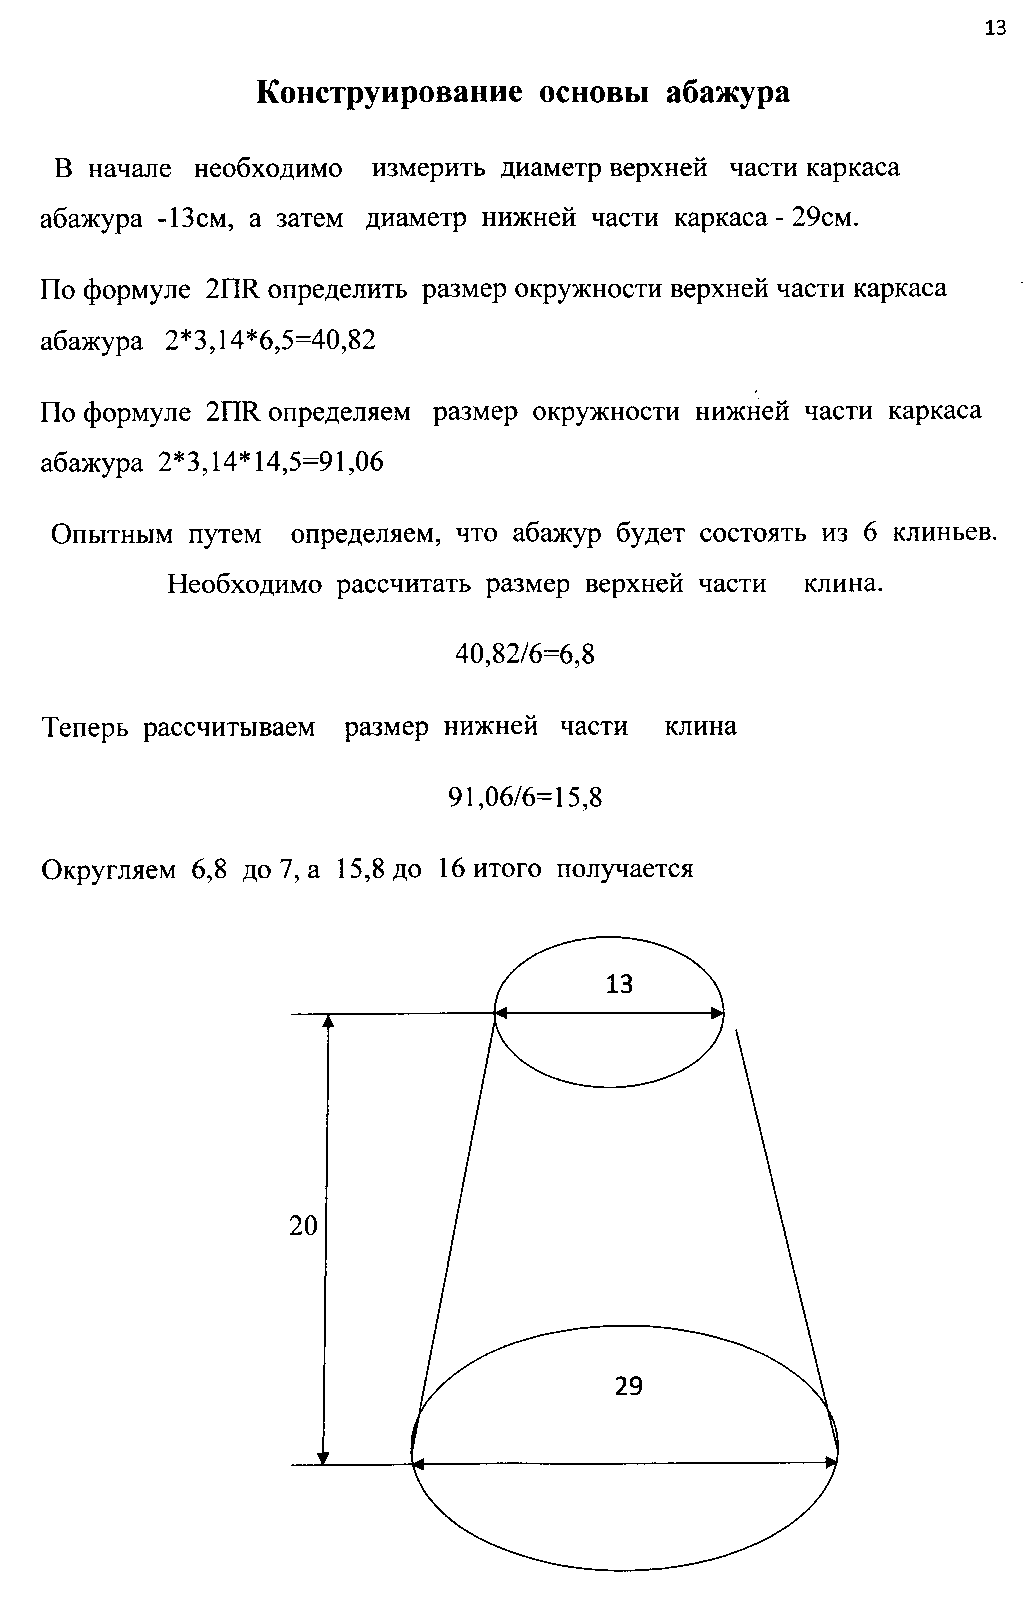 13
Конструирование основы абажура
В начале необходимо измерить диаметр верхней части каркаса
абажура -13см, а затем диаметр нижней части каркаса - 29см.
По формуле 2ПR определить размер окружности верхней части каркаса
абажура 2*3,14*6,5=40,82
По формуле 2ПR определяем размер окружности нижней части каркаса
абажура 2*3,14*14,5=91,06
Опытным путем определяем, что абажур будет состоять из 6 клиньев.
Необходимо рассчитать размер верхней части клина.
40,82/6=6,8
Теперь рассчитываем размер нижней части клина
91,06/6=15,8
Округляем 6,8 до 7, а 15,8 до 16 итого получается
13
20
29